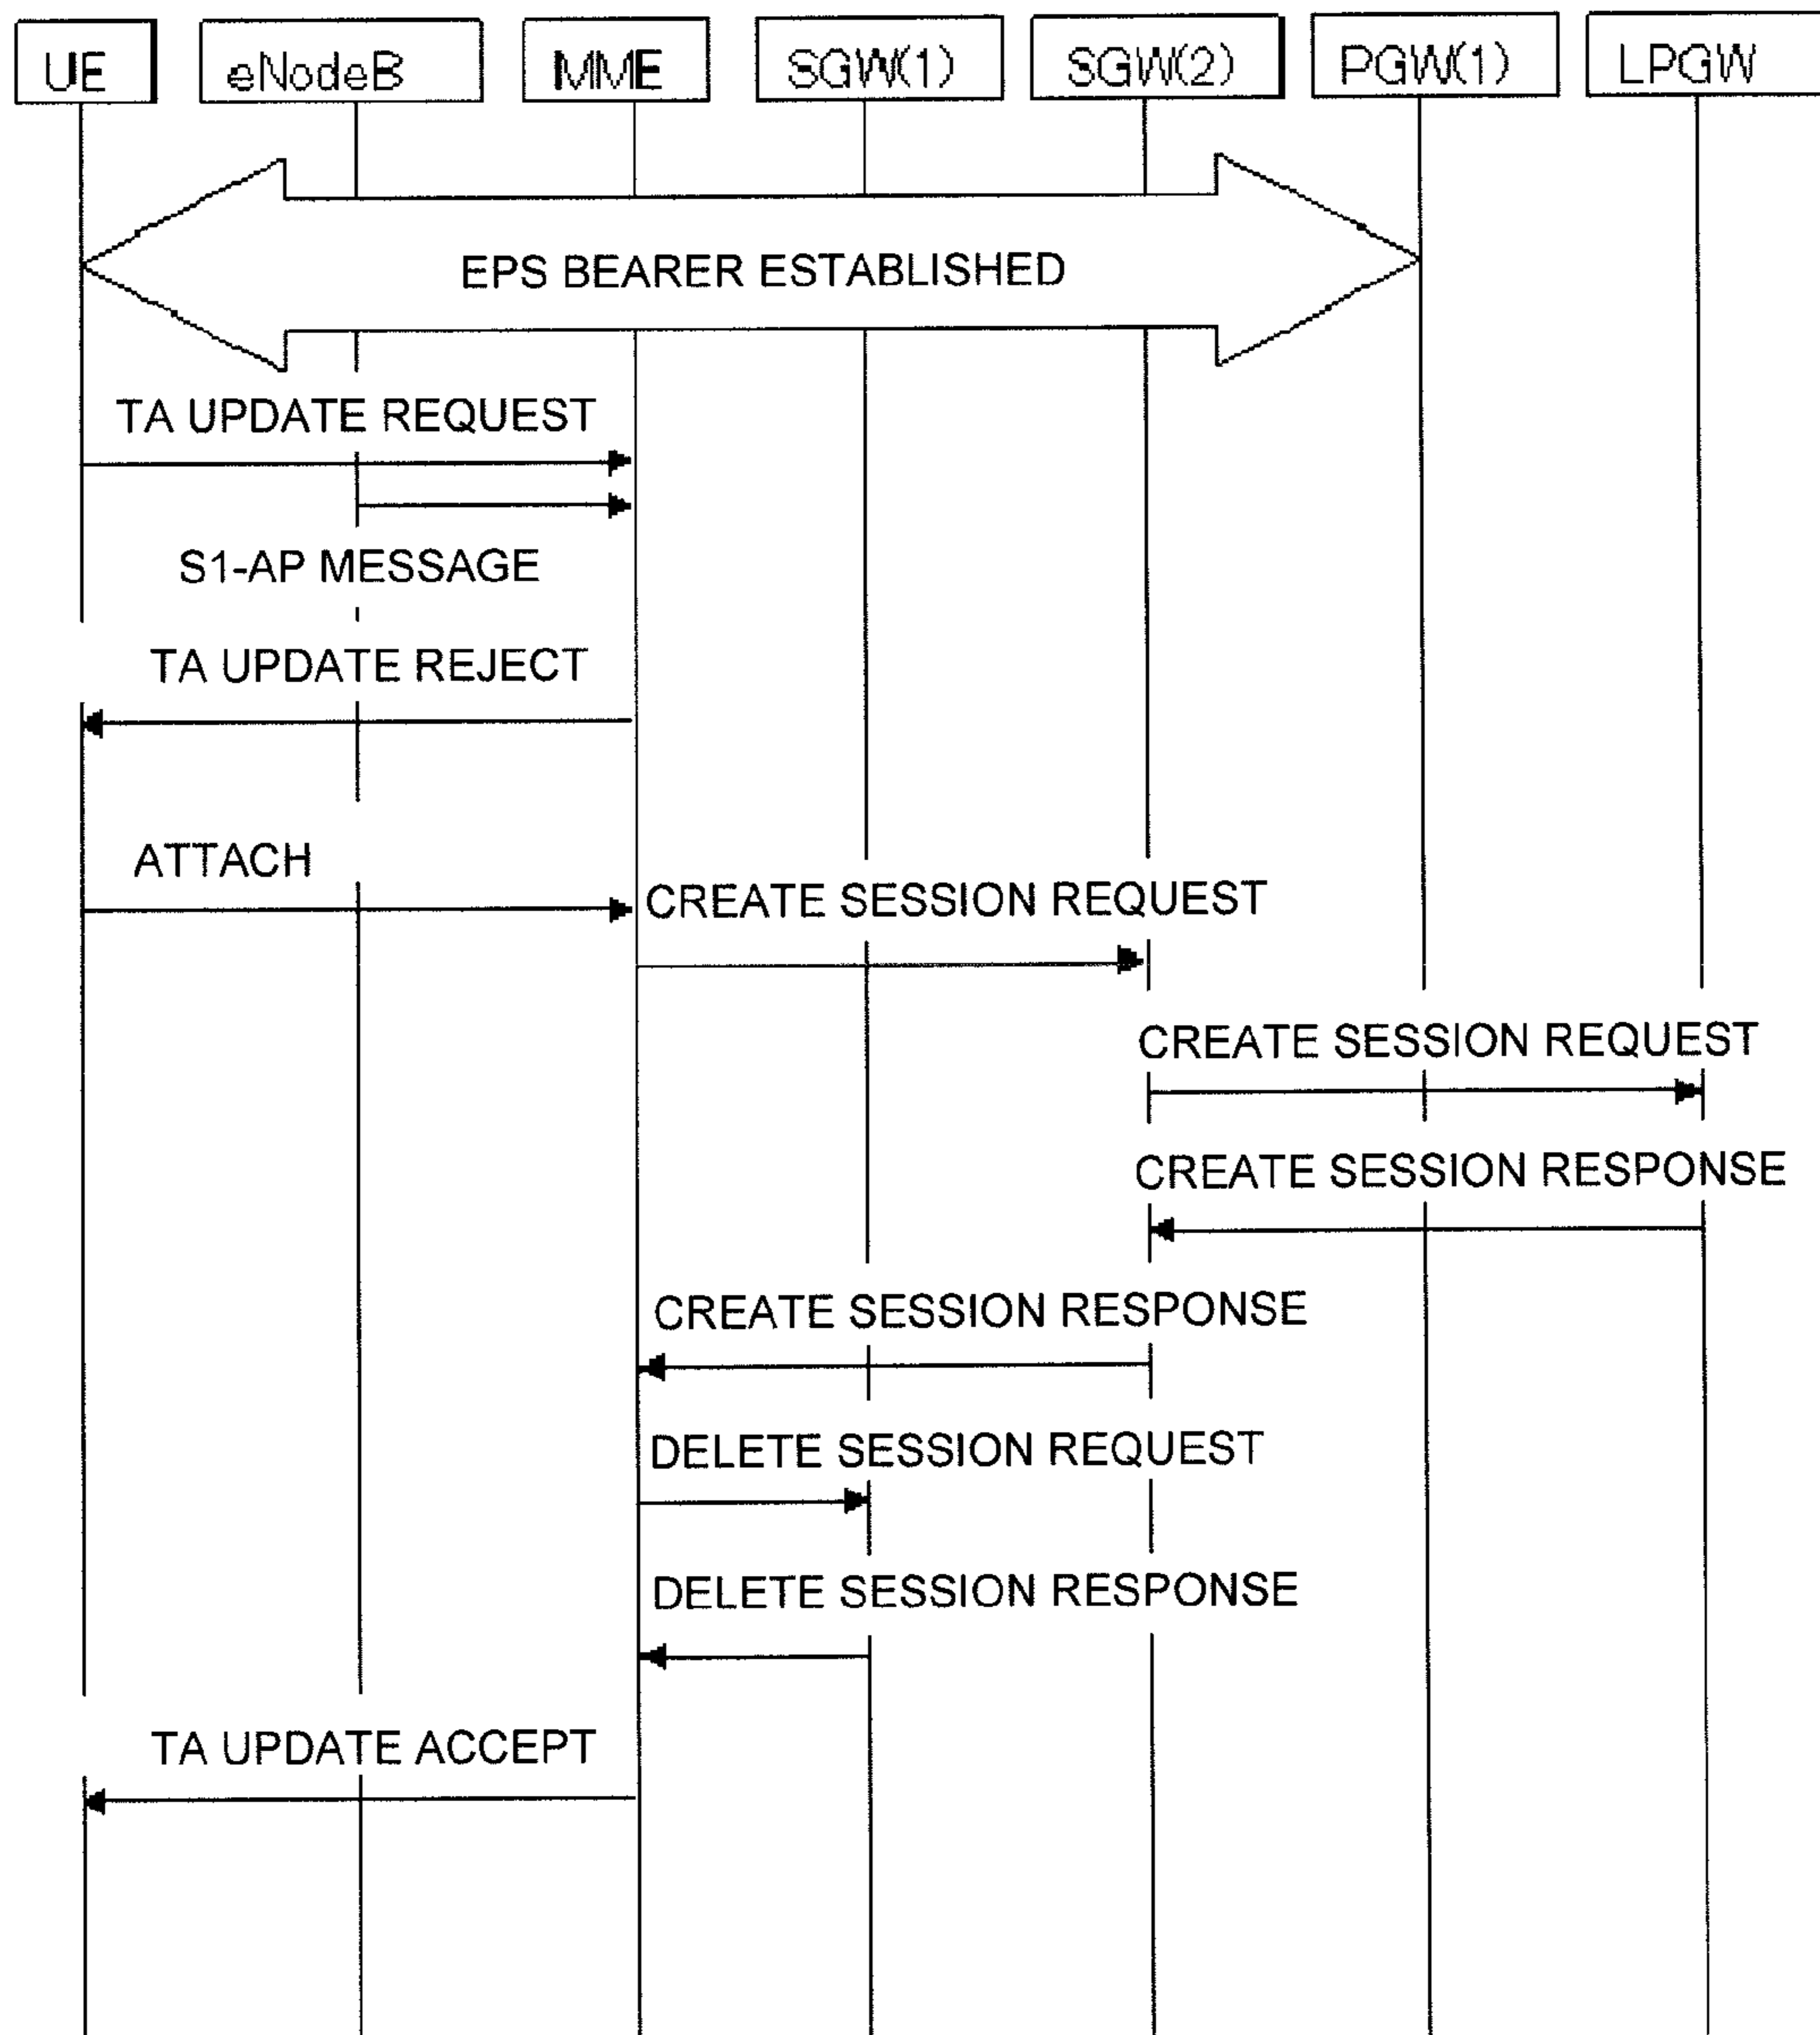 UE eNodeB MME SGW(1) SGW(2) PGW(1) LPGW
EPS BEARER ESTABLISHED
TA UPDATE REQUEST
S1-AP MESSAGE
TA UPDATE REJECT
ATTACH
CREATE SESSION REQUEST
CREATE SESSION REQUEST
CREATE SESSION RESPONSE
CREATE SESSION RESPONSE
DELETE SESSION REQUEST
DELETE SESSION RESPONSE
TA UPDATE ACCEPT